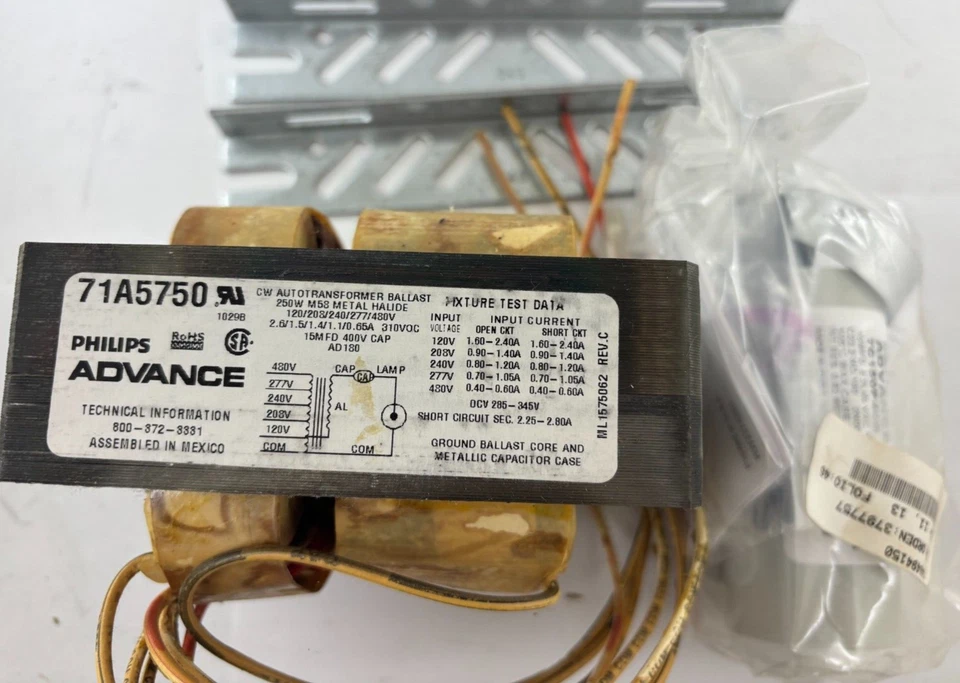 71A5750
1029B
PHILIPS
RoHS
ADVANCE
TECHNICAL INFORMATION
800-372-3331
ASSEMBLED IN MEXICO
CW AUTOTRANSFORMER BALLAST
250W M58 METAL HALIDE
120/208/240/277/480V
2.6/1.5/1.4/1.1/0.65A 310VOC
15MFD 400V CAP
AD180
480V
277V
240V
208V
120V
COM
CAP
CAP
LAMP
AL
COM
FIXTURE TEST DATA
INPUT INPUT CURRENT
VOLTAGE OPEN CKT SHORT CKT
120V 1.60-2.40A 1.60-2.40A
208V 0.90-1.40A 0.90-1.40A
240V 0.80-1.20A 0.80-1.20A
277V 0.70-1.05A 0.70-1.05A
480V 0.40-0.60A 0.40-0.60A
OCV 285-345V
SHORT CIRCUIT SEC. 2.25-2.80A
GROUND BALLAST CORE AND
METALLIC CAPACITOR CASE
ML1575062 REV.C
11, 13